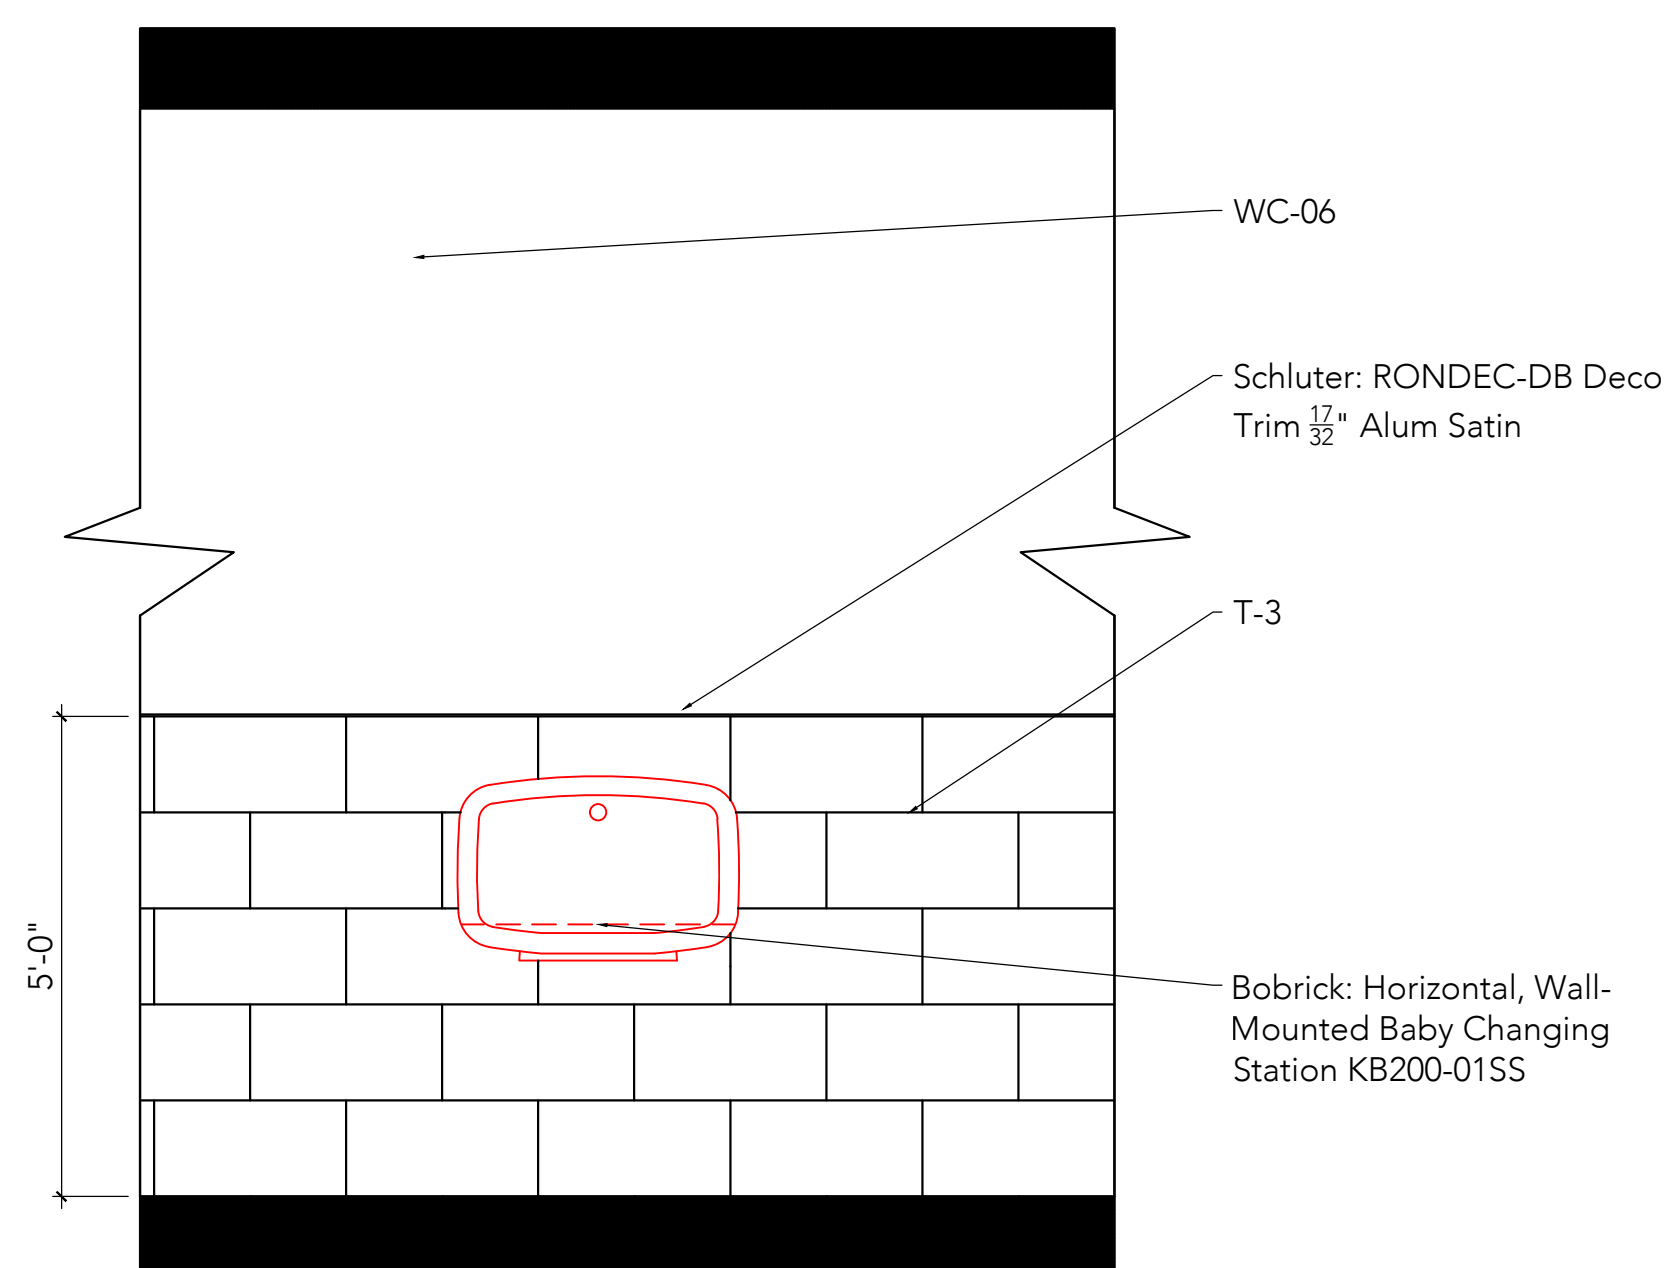 WC-06
Schluter: RONDEC-DB Deco
Trim 17/32" Alum Satin
T-3
5'-0"
Bobrick: Horizontal, Wall-
Mounted Baby Changing
Station KB200-01SS